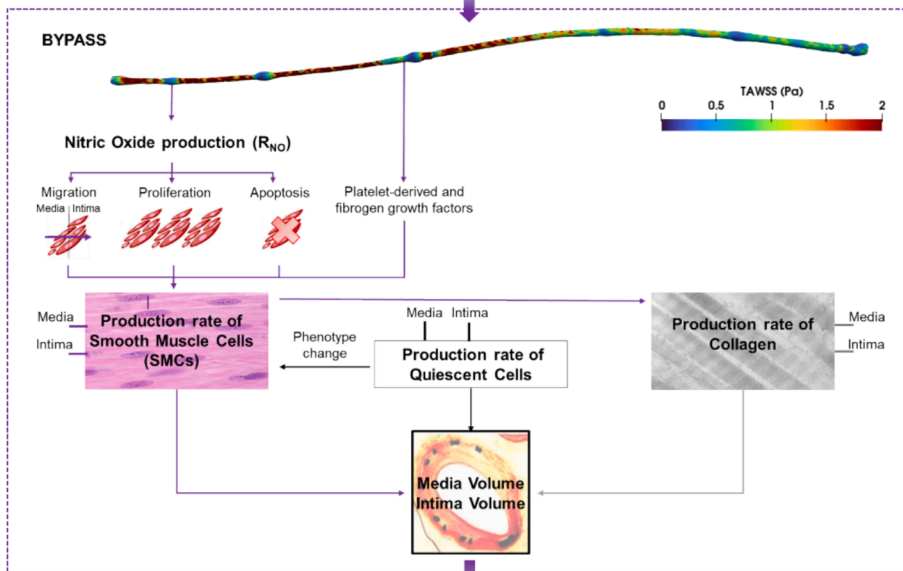 BYPASS
TAWSS (Pa)
0 0.5 1 1.5 2
Nitric Oxide production (RNO)
Migration
Media Intima
Proliferation
Apoptosis
Platelet-derived and
fibrogen growth factors
Media
Intima
Production rate of
Smooth Muscle Cells
(SMCs)
Phenotype
change
Media Intima
Production rate of
Quiescent Cells
Production rate of
Collagen
Media
Intima
Media Volume
Intima Volume